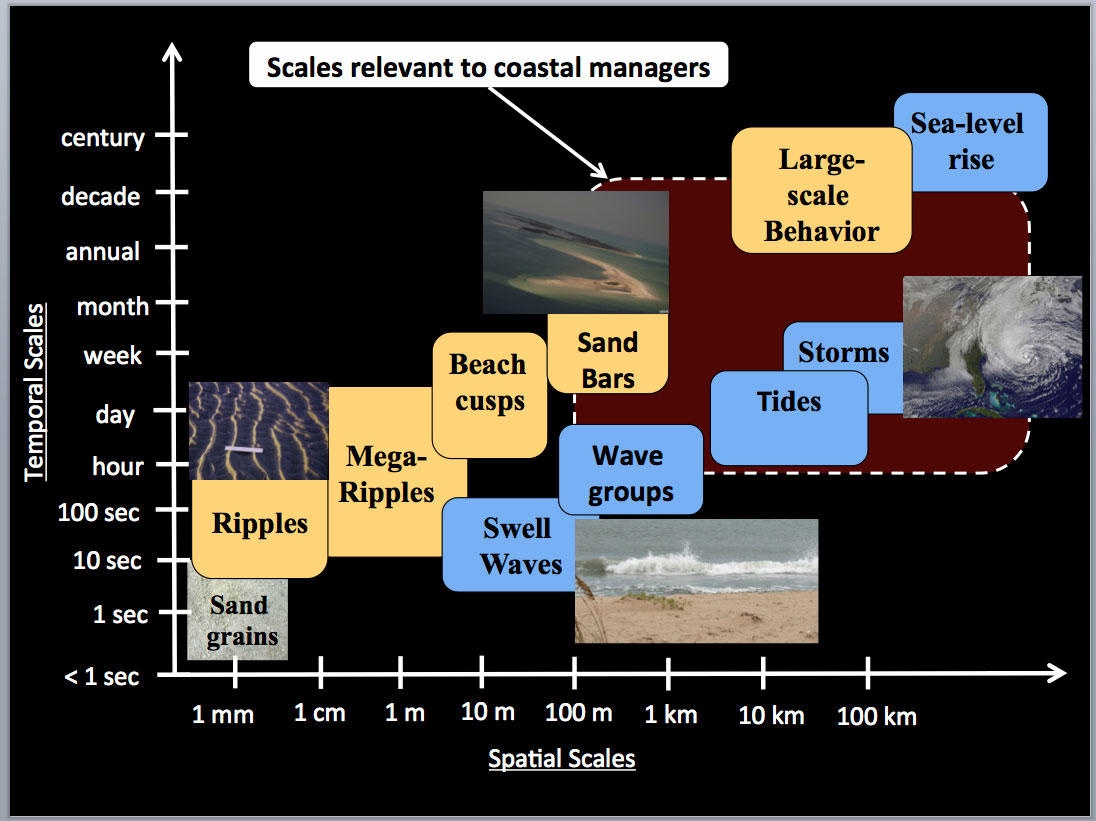 Scales relevant to coastal managers
Temporal Scales
century
decade
annual
month
week
day
hour
100 sec
10 sec
1 sec
< 1 sec
Sea-level
rise
Large-
scale
Behavior
Sand
Bars
Storms
Beach
cusps
Tides
Mega-
Ripples
Wave
groups
Ripples
Swell
Waves
Sand
grains
1 mm
1 cm
1 m
10 m
100 m
1 km
10 km
100 km
Spatial Scales